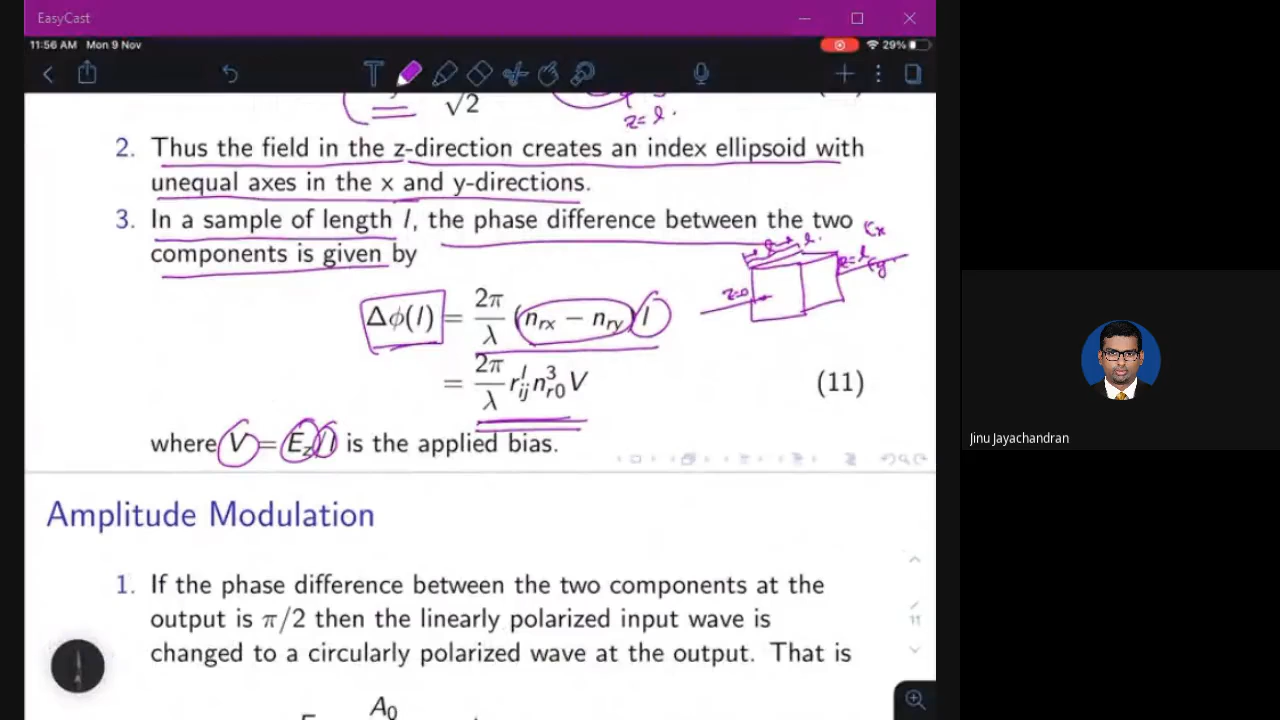 EasyCast
11:56 AM Mon 9 Nov
29%
√2
z=l.
2. Thus the field in the z-direction creates an index ellipsoid with
unequal axes in the x and y-directions.
3. In a sample of length l, the phase difference between the two
components is given by
Ex
Ey
l
l.
z=0
z=l
Δϕ(l) = 2π/λ (n_rx − n_ry) l
= 2π/λ r^l_ij n^3_r0 V (11)
where V = E_z l is the applied bias.
Amplitude Modulation
1. If the phase difference between the two components at the
output is π/2 then the linearly polarized input wave is
changed to a circularly polarized wave at the output. That is
A_0
11
Jinu Jayachandran